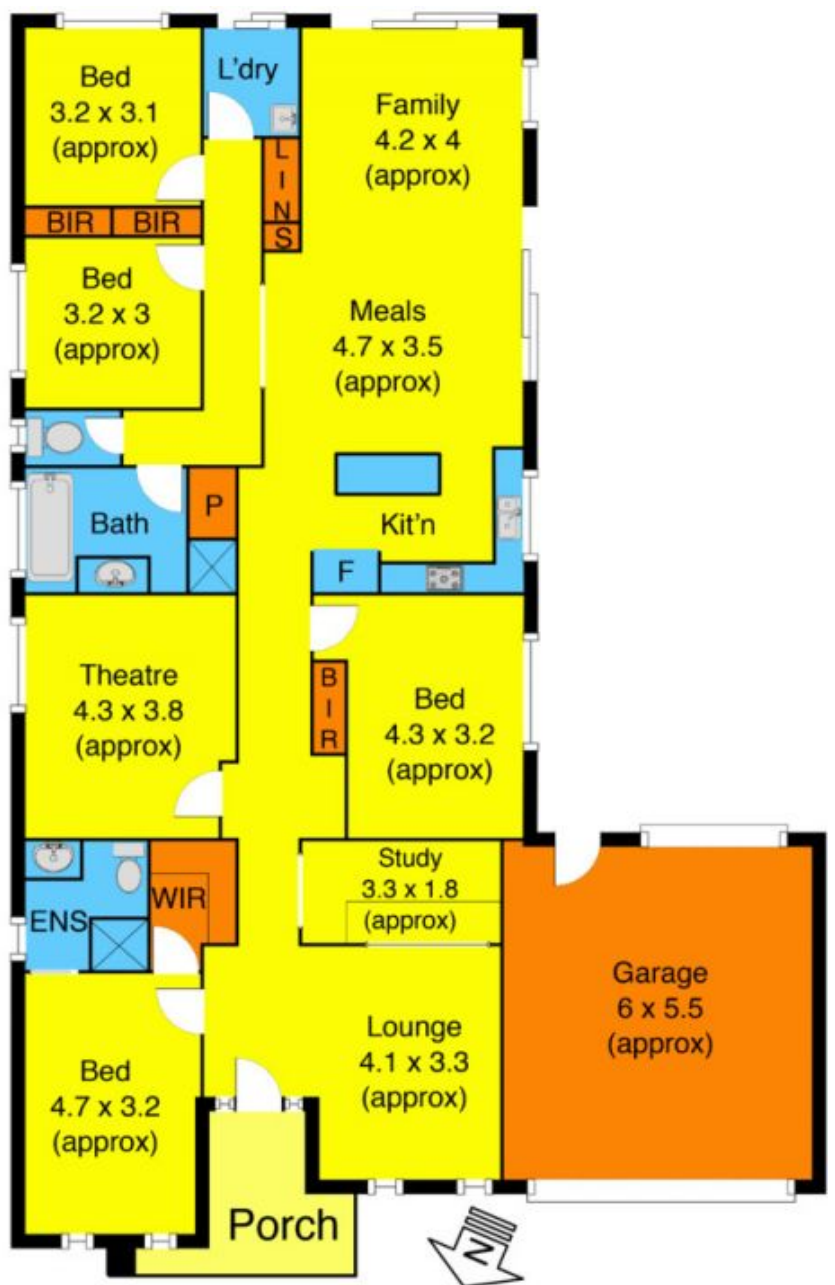 Bed
3.2 x 3.1
(approx)
L'dry
Family
4.2 x 4
(approx)
L
I
N
S
BIR
BIR
Bed
3.2 x 3
(approx)
Meals
4.7 x 3.5
(approx)
Bath
P
Kit'n
F
Theatre
4.3 x 3.8
(approx)
B
I
R
Bed
4.3 x 3.2
(approx)
ENS
WIR
Study
3.3 x 1.8
(approx)
Garage
6 x 5.5
(approx)
Lounge
4.1 x 3.3
(approx)
Bed
4.7 x 3.2
(approx)
Porch
N